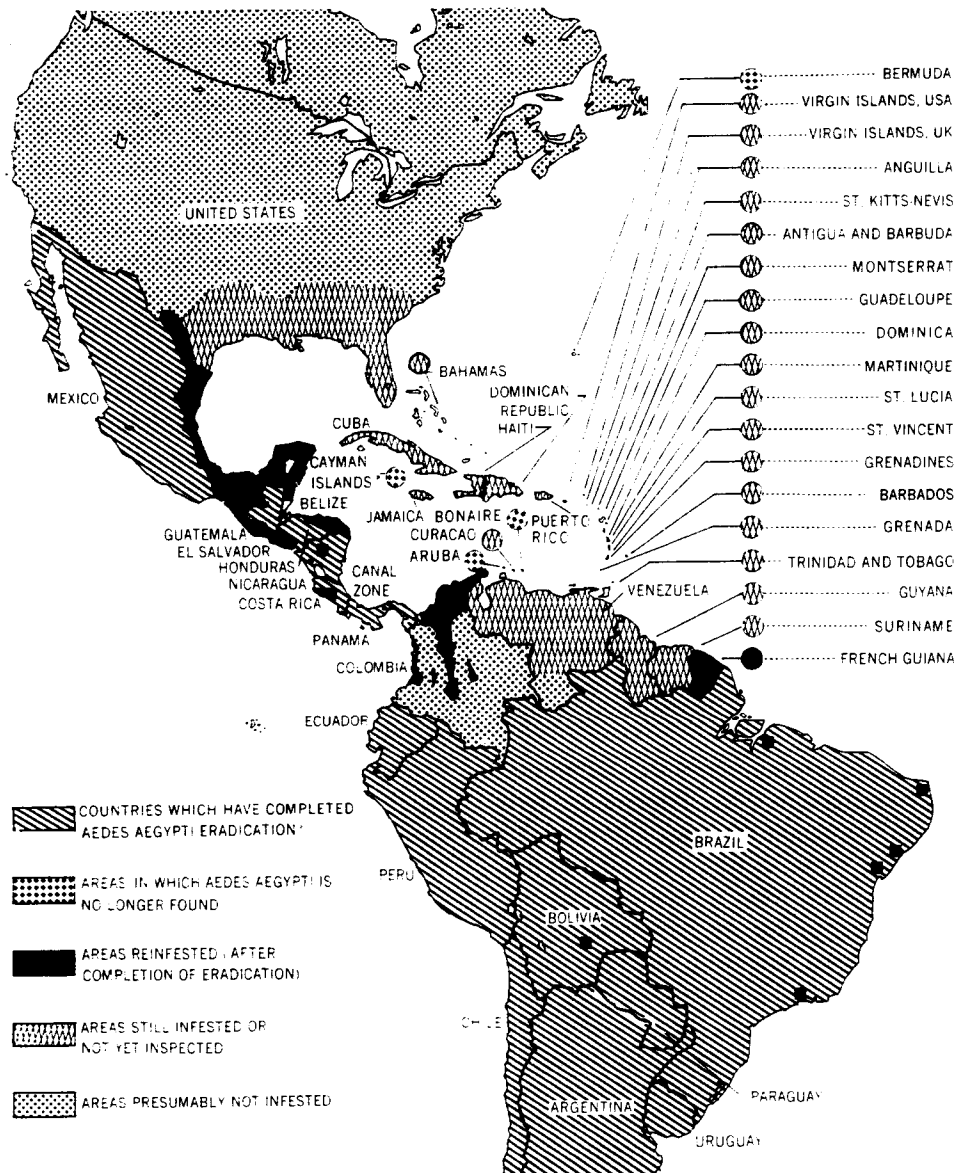 BERMUDA
VIRGIN ISLANDS, USA
VIRGIN ISLANDS, UK
ANGUILLA
ST. KITTS-NEVIS
ANTIGUA AND BARBUDA
MONTSERRAT
GUADELOUPE
DOMINICA
MARTINIQUE
ST. LUCIA
ST. VINCENT
GRENADINES
BARBADOS
GRENADA
TRINIDAD AND TOBAGO
GUYANA
SURINAME
FRENCH GUIANA
UNITED STATES
MEXICO
BAHAMAS
DOMINICAN
REPUBLIC
HAITI
CUBA
CAYMAN
ISLANDS
BELIZE
JAMAICA
BONAIRE
CURACAO
ARUBA
PUERTO
RICO
GUATEMALA
EL SALVADOR
HONDURAS
NICARAGUA
COSTA RICA
CANAL
ZONE
PANAMA
VENEZUELA
COLOMBIA
ECUADOR
BRAZIL
PERU
BOLIVIA
CHILE
PARAGUAY
ARGENTINA
URUGUAY
COUNTRIES WHICH HAVE COMPLETED
AEDES AEGYPTI ERADICATION*
AREAS IN WHICH AEDES AEGYPTI IS
NO LONGER FOUND
AREAS REINFESTED (AFTER
COMPLETION OF ERADICATION)
AREAS STILL INFESTED OR
NOT YET INSPECTED
AREAS PRESUMABLY NOT INFESTED